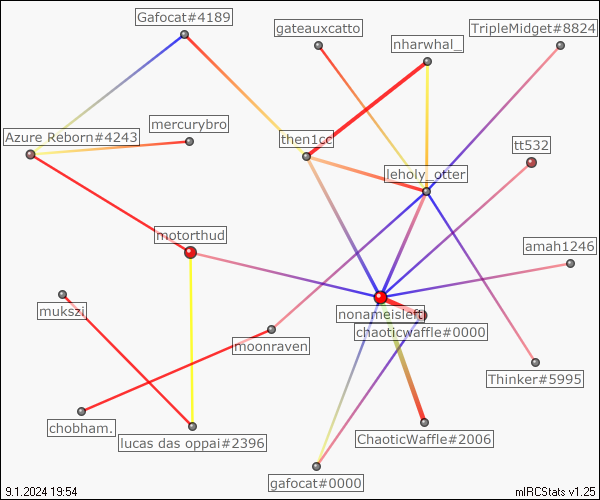 Gafocat#4189
gateauxcatto
TripleMidget#8824
nharwhal_
mercurybro
Azure Reborn#4243
then1cc
tt532
leholy_otter
motorthud
amah1246
mukszi
nonameisleft
chaoticwaffle#0000
moonraven
Thinker#5995
chobham.
lucas das oppai#2396
ChaoticWaffle#2006
gafocat#0000
9.1.2024 19:54
mIRCStats v1.25